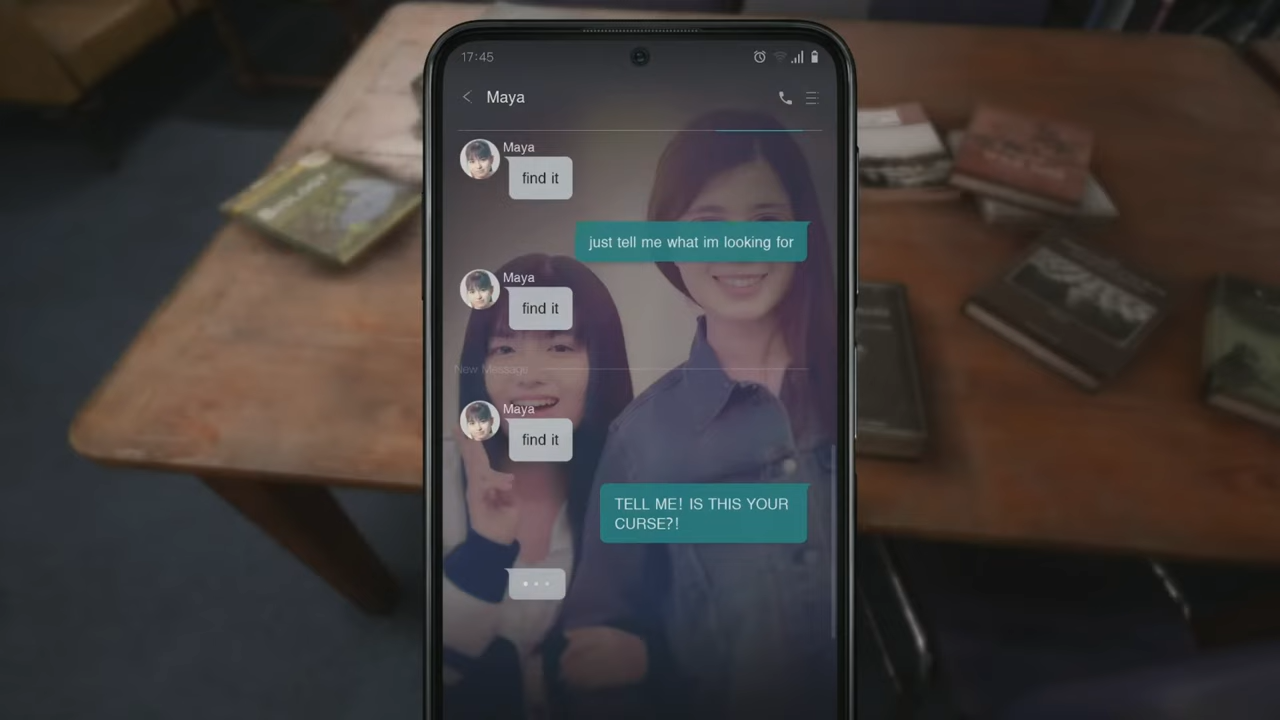 17:45
Maya
Maya
find it
just tell me what im looking for
Maya
find it
New Message
Maya
find it
TELL ME! IS THIS YOUR
CURSE?!